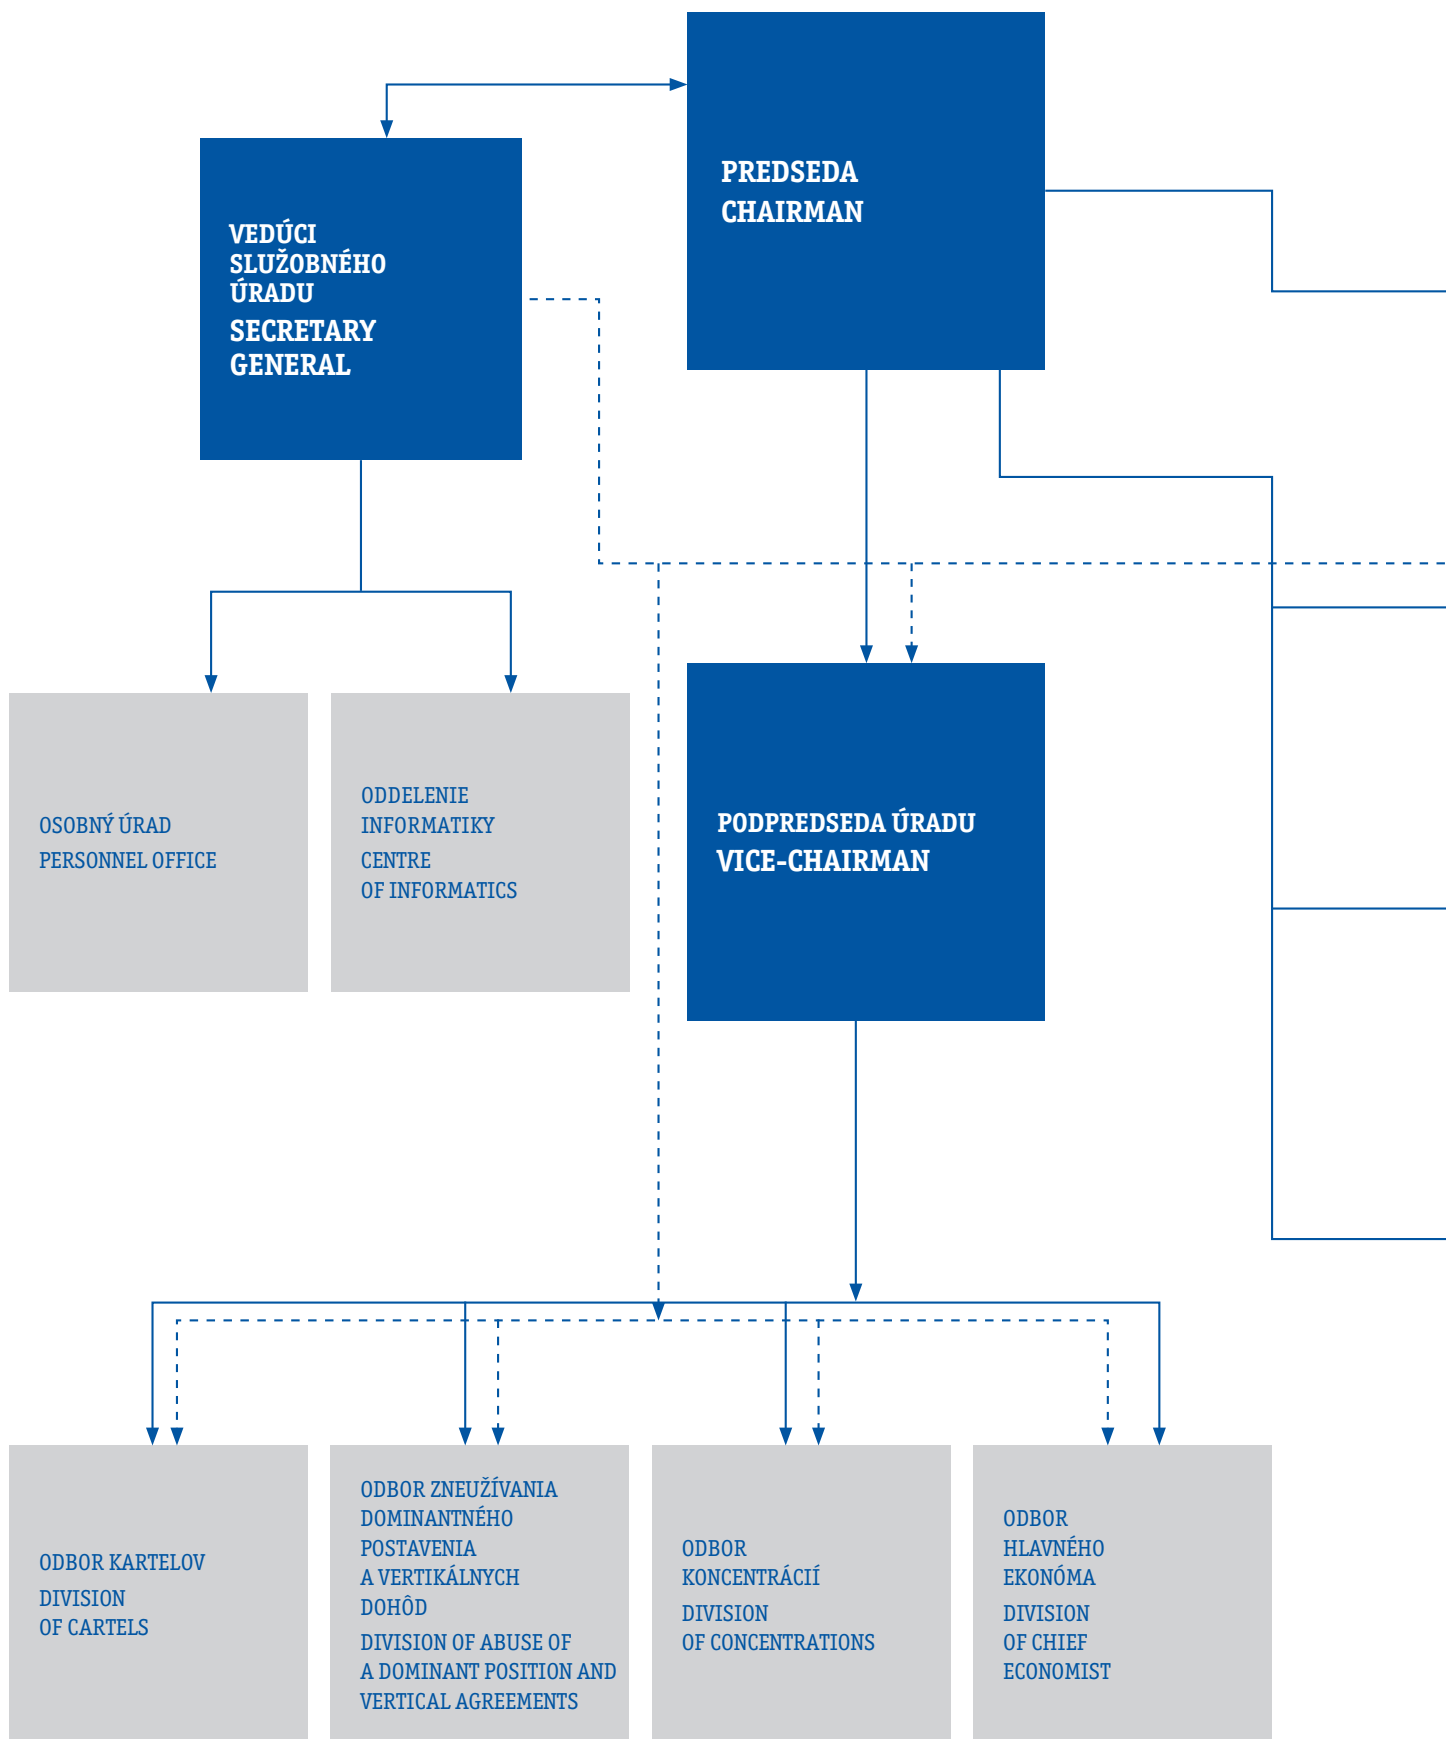 PREDSEDA
CHAIRMAN
VEDÚCI
SLUŽOBNÉHO
ÚRADU
SECRETARY
GENERAL
OSOBNÝ ÚRAD
PERSONNEL OFFICE
ODDELENIE
INFORMATIKY
CENTRE
OF INFORMATICS
PODPREDSEDA ÚRADU
VICE-CHAIRMAN
ODBOR KARTELOV
DIVISION
OF CARTELS
ODBOR ZNEUŽÍVANIA
DOMINANTNÉHO
POSTAVENIA
A VERTIKÁLNYCH
DOHÔD
DIVISION OF ABUSE OF
A DOMINANT POSITION AND
VERTICAL AGREEMENTS
ODBOR
KONCENTRÁCIÍ
DIVISION
OF CONCENTRATIONS
ODBOR
HLAVNÉHO
EKONÓMA
DIVISION
OF CHIEF
ECONOMIST